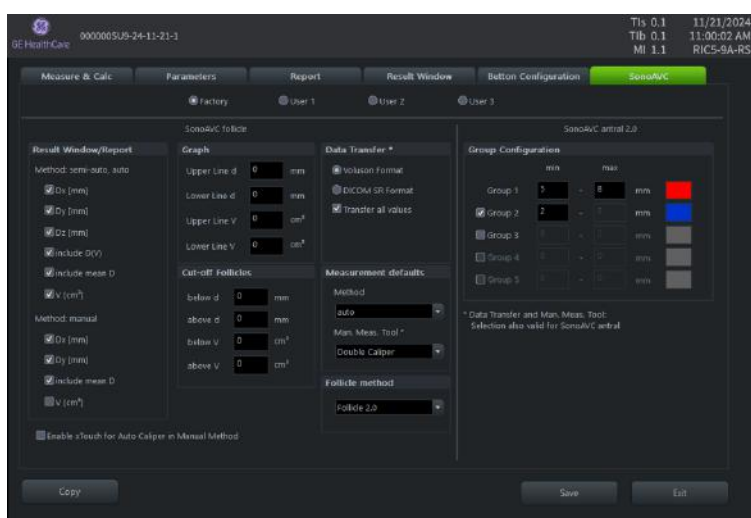 GE HealthCare
000000SU9-24-11-21-1
TIs 0.1
TIb 0.1
MI 1.1
11/21/2024
11:00:02 AM
RIC5-9A-RS
Measure & Calc
Parameters
Report
Result Window
Button Configuration
SonoAVC
Factory
User 1
User 2
User 3
SonoAVC follicle
Result Window/Report
Method: semi-auto, auto
Dx [mm]
Dy [mm]
Dz [mm]
include D(V)
include mean D
V (cm³)
Method: manual
Dx [mm]
Dy [mm]
include mean D
V (cm³)
Enable xTouch for Auto Caliper in Manual Method
Graph
Upper Line d 0 mm
Lower Line d 0 mm
Upper Line V 0 cm³
Lower Line V 0 cm³
Cut-off Follicles
below d 0 mm
above d 0 mm
below V 0 cm³
above V 0 cm³
Data Transfer *
Voluson Format
DICOM SR Format
Transfer all values
Measurement defaults
Method
auto
Man. Meas. Tool *
Double Caliper
Follicle method
Follicle 2.0
SonoAVC antral 2.0
Group Configuration
min max
Group 1 - 8 mm
Group 2 2 - mm
Group 3 - mm
Group 4 - mm
Group 5 - mm
* Data Transfer and Man. Meas. Tool:
Selection also valid for SonoAVC antral
Copy
Save
Exit